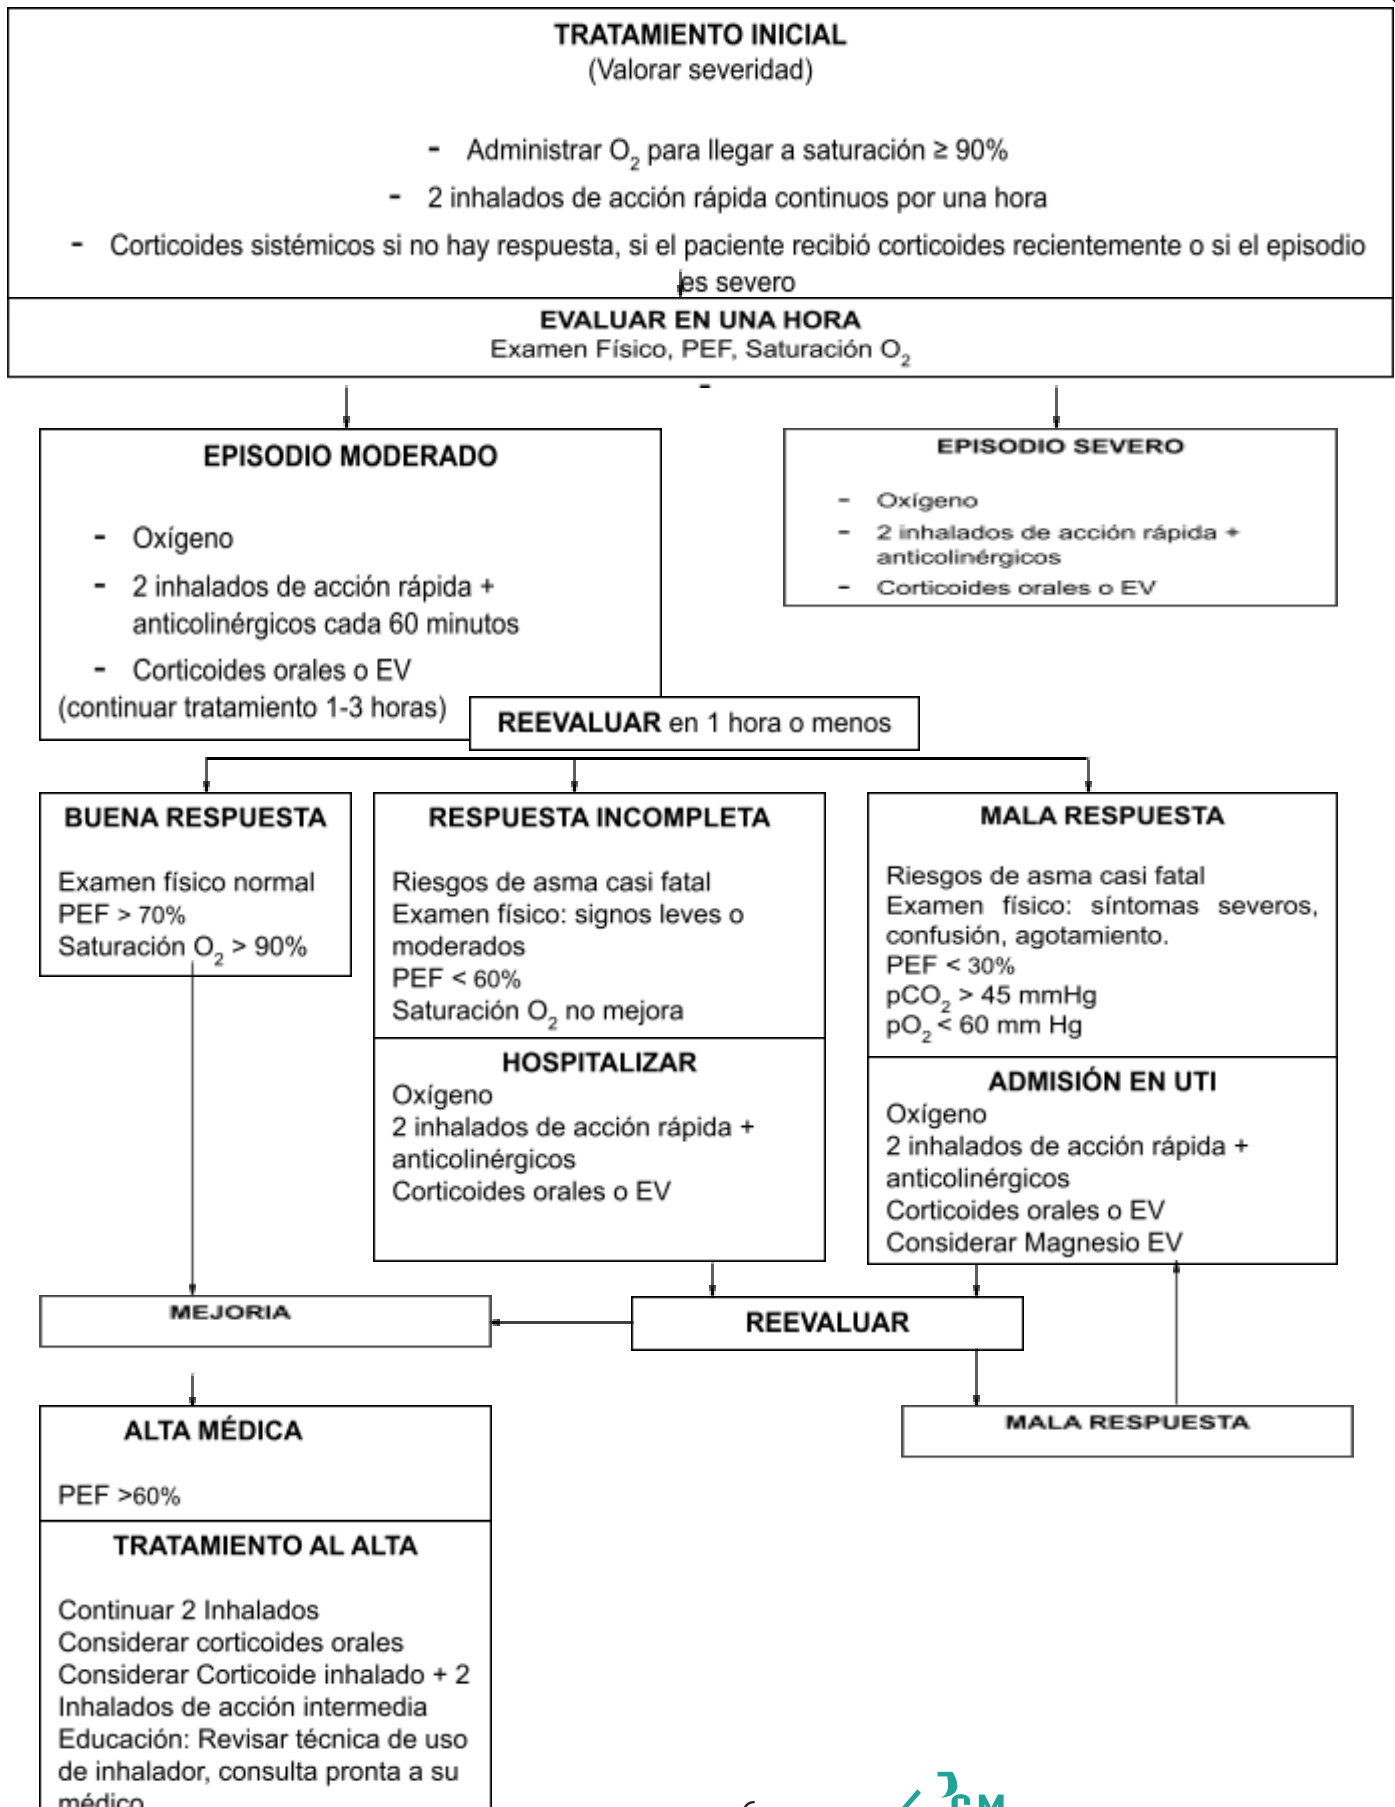 TRATAMIENTO INICIAL
(Valorar severidad)
- Administrar O2 para llegar a saturación ≥ 90%
- 2 inhalados de acción rápida continuos por una hora
- Corticoides sistémicos si no hay respuesta, si el paciente recibió corticoides recientemente o si el episodio
es severo
EVALUAR EN UNA HORA
Examen Físico, PEF, Saturación O2
-
EPISODIO MODERADO
- Oxígeno
- 2 inhalados de acción rápida +
anticolinérgicos cada 60 minutos
- Corticoides orales o EV
(continuar tratamiento 1-3 horas)
EPISODIO SEVERO
- Oxígeno
- 2 inhalados de acción rápida +
anticolinérgicos
- Corticoides orales o EV
REEVALUAR en 1 hora o menos
BUENA RESPUESTA
Examen físico normal
PEF > 70%
Saturación O2 > 90%
RESPUESTA INCOMPLETA
Riesgos de asma casi fatal
Examen físico: signos leves o
moderados
PEF < 60%
Saturación O2 no mejora
HOSPITALIZAR
Oxígeno
2 inhalados de acción rápida +
anticolinérgicos
Corticoides orales o EV
MALA RESPUESTA
Riesgos de asma casi fatal
Examen físico: síntomas severos,
confusión, agotamiento.
PEF < 30%
pCO2 > 45 mmHg
pO2 < 60 mm Hg
ADMISIÓN EN UTI
Oxígeno
2 inhalados de acción rápida +
anticolinérgicos
Corticoides orales o EV
Considerar Magnesio EV
MEJORIA
REEVALUAR
MALA RESPUESTA
ALTA MÉDICA
PEF >60%
TRATAMIENTO AL ALTA
Continuar 2 Inhalados
Considerar corticoides orales
Considerar Corticoide inhalado + 2
Inhalados de acción intermedia
Educación: Revisar técnica de uso
de inhalador, consulta pronta a su
médico